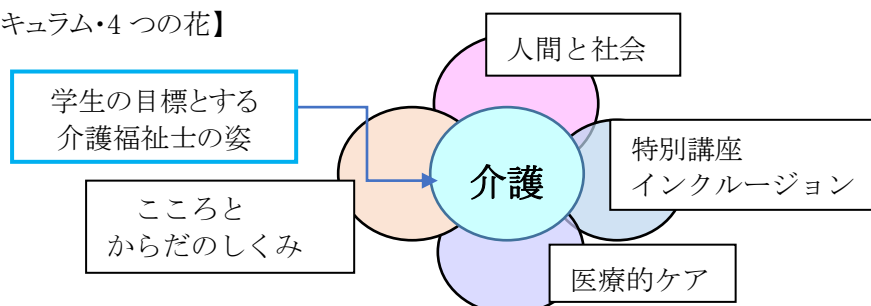 キュラム・4 つの花】
人間と社会
学生の目標とする
介護福祉士の姿
特別講座
インクルージョン
介護
こころと
からだのしくみ
医療的ケア